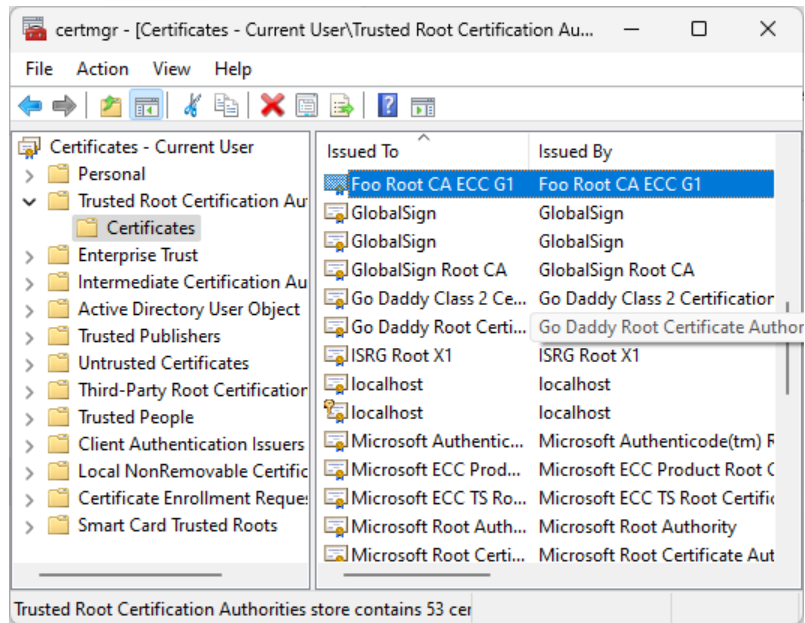 certmgr - [Certificates - Current User\Trusted Root Certification Au...
File Action View Help
Certificates - Current User
Personal
Trusted Root Certification Au
Certificates
Enterprise Trust
Intermediate Certification Au
Active Directory User Object
Trusted Publishers
Untrusted Certificates
Third-Party Root Certification
Trusted People
Client Authentication Issuers
Local NonRemovable Certific
Certificate Enrollment Reque
Smart Card Trusted Roots
Issued To Issued By
Foo Root CA ECC G1 Foo Root CA ECC G1
GlobalSign GlobalSign
GlobalSign GlobalSign
GlobalSign Root CA GlobalSign Root CA
Go Daddy Class 2 Ce... Go Daddy Class 2 Certification
Go Daddy Root Certi... Go Daddy Root Certificate Author
ISRG Root X1 ISRG Root X1
localhost localhost
localhost localhost
Microsoft Authentic... Microsoft Authenticode(tm) R
Microsoft ECC Prod... Microsoft ECC Product Root C
Microsoft ECC TS Ro... Microsoft ECC TS Root Certific
Microsoft Root Auth... Microsoft Root Authority
Microsoft Root Certi... Microsoft Root Certificate Aut
Trusted Root Certification Authorities store contains 53 cer